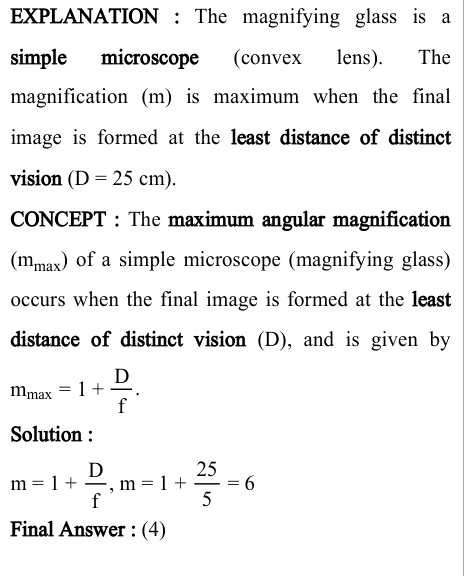 EXPLANATION : The magnifying glass is a
simple microscope (convex lens). The
magnification (m) is maximum when the final
image is formed at the least distance of distinct
vision (D = 25 cm).
CONCEPT : The maximum angular magnification
(mₘₐₓ) of a simple microscope (magnifying glass)
occurs when the final image is formed at the least
distance of distinct vision (D), and is given by
mₘₐₓ = 1 + D/f.
Solution :
m = 1 + D/f, m = 1 + 25/5 = 6
Final Answer : (4)